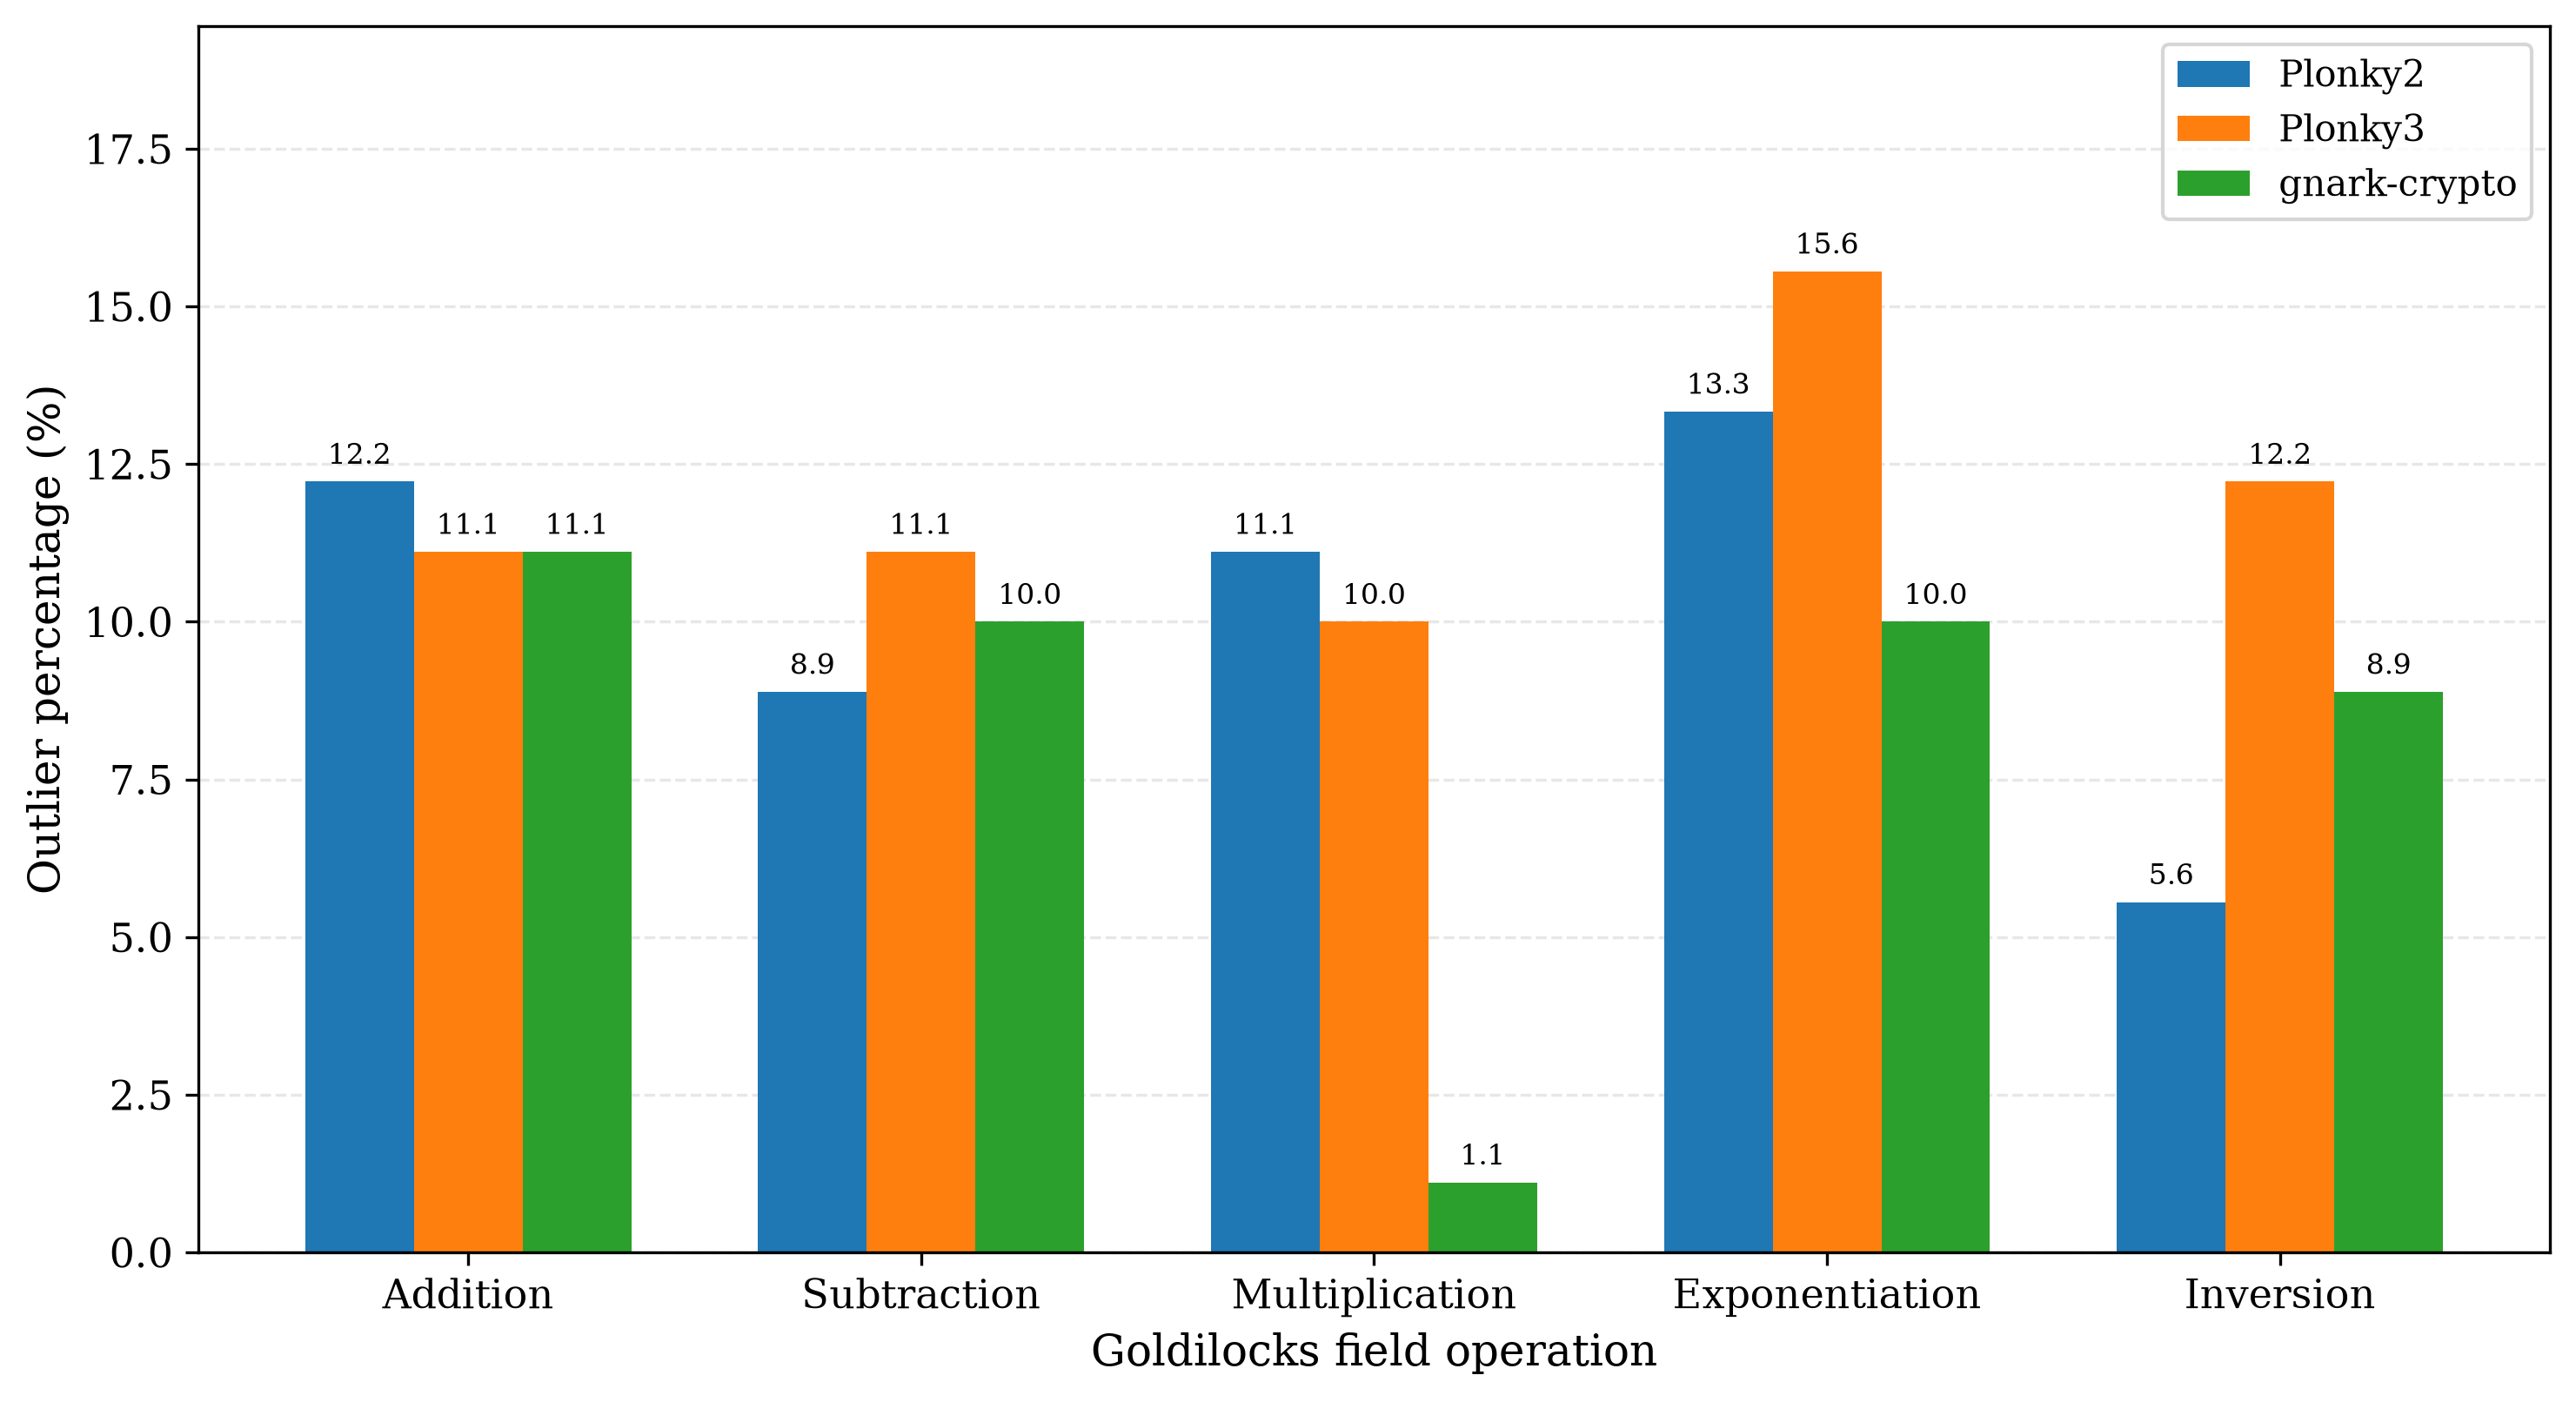 Plonky2
Plonky3
gnark-crypto
Outlier percentage (%)
17.5
15.0
12.5
10.0
7.5
5.0
2.5
0.0
12.2 11.1 11.1
8.9 11.1 10.0
11.1 10.0 1.1
13.3 15.6 10.0
5.6 12.2 8.9
Addition Subtraction Multiplication Exponentiation Inversion
Goldilocks field operation